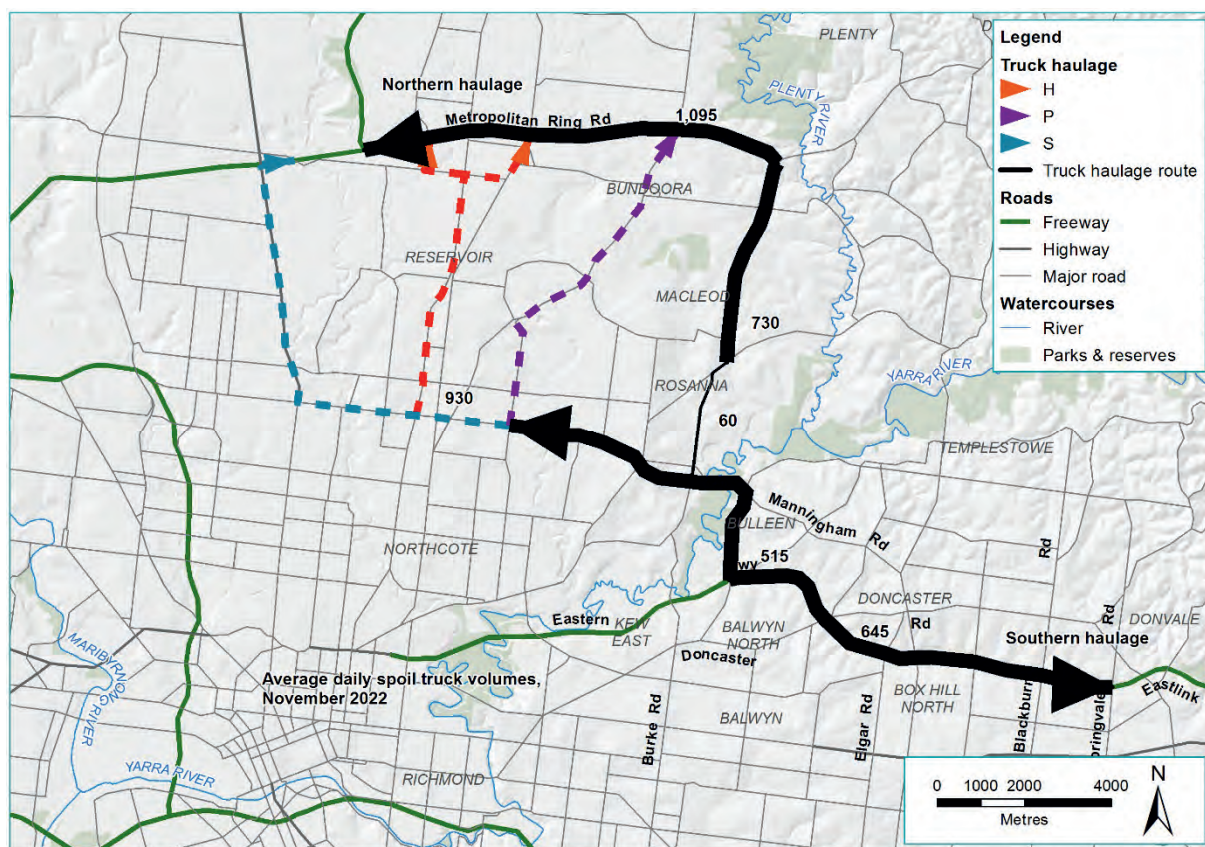 PLENTY
PLENTY RIVER
Northern haulage
Metropolitan Ring Rd
1,095
BUNDOORA
RESERVOIR
MACLEOD
730
ROSANNA
930
60
YARRA RIVER
TEMPLESTOWE
Manningham Rd
BULLEEN
NORTHCOTE
wy
515
DONCASTER
Rd
Rd
Rd
DONVALE
Eastern
KEW
EAST
BALWYN
NORTH
Doncaster
645
Southern haulage
Eastlink
MARIBYRNONG RIVER
Average daily spoil truck volumes,
November 2022
Burke Rd
BALWYN
Elgar Rd
BOX HILL
NORTH
Blackburn
pringvale
YARRA RIVER
RICHMOND
Legend
Truck haulage
H
P
S
Truck haulage route
Roads
Freeway
Highway
Major road
Watercourses
River
Parks & reserves
0 1000 2000 4000
Metres
N